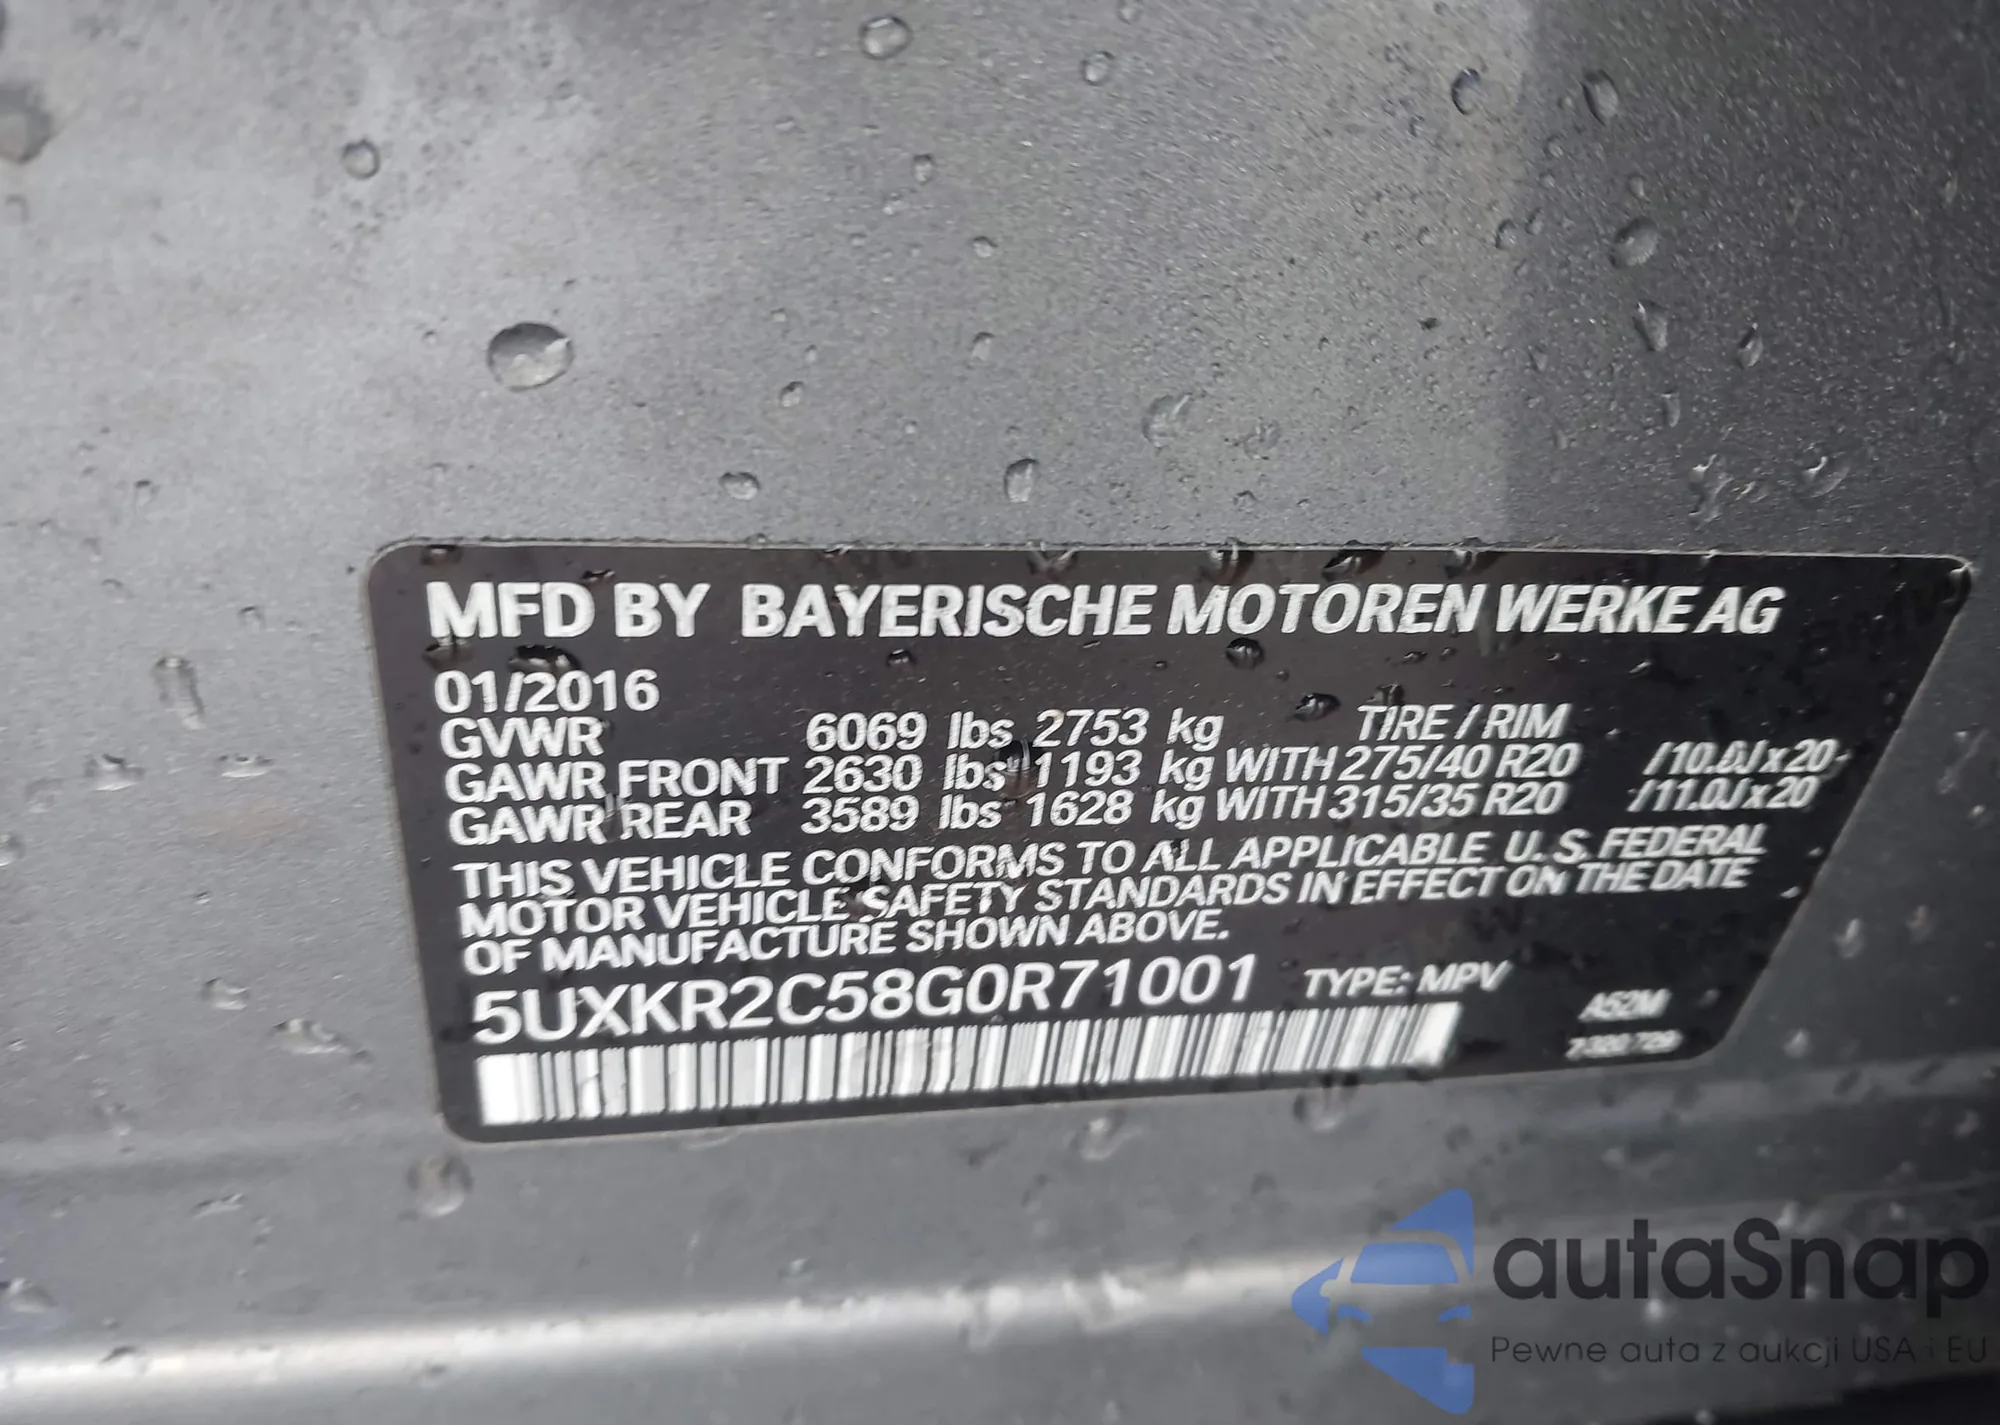 MFD BY BAYERISCHE MOTOREN WERKE AG
01/2016
GVWR 6069 lbs 2753 kg TIRE / RIM
GAWR FRONT 2630 lbs 1193 kg WITH 275/40 R20 /10.0J x 20
GAWR REAR 3589 lbs 1628 kg WITH 315/35 R20 /11.0J x 20
THIS VEHICLE CONFORMS TO ALL APPLICABLE U.S. FEDERAL
MOTOR VEHICLE SAFETY STANDARDS IN EFFECT ON THE DATE
OF MANUFACTURE SHOWN ABOVE.
5UXKR2C58G0R71001 TYPE: MPV
A52M
autaSnap
Pewne auta z aukcji USA i EU